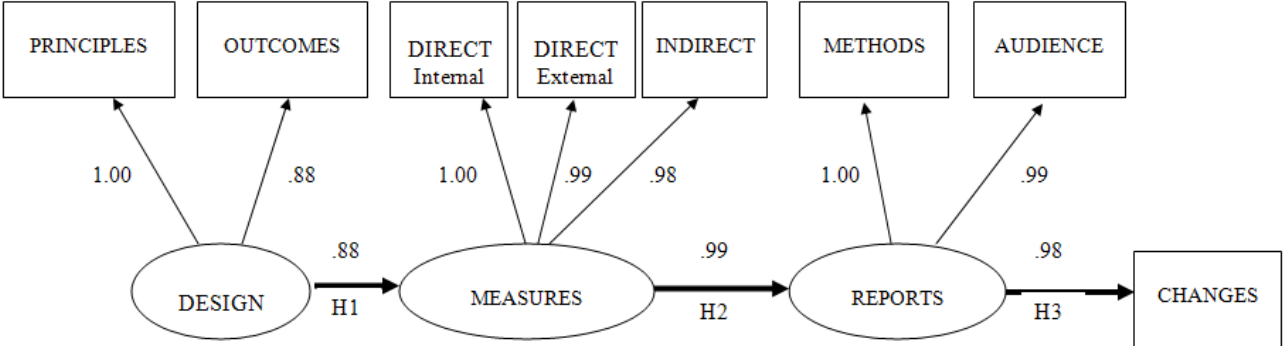 PRINCIPLES
OUTCOMES
DIRECT
Internal
DIRECT
External
INDIRECT
METHODS
AUDIENCE
1.00
.88
1.00
.99
.98
1.00
.99
.88
.99
.98
DESIGN
H1
MEASURES
H2
REPORTS
H3
CHANGES